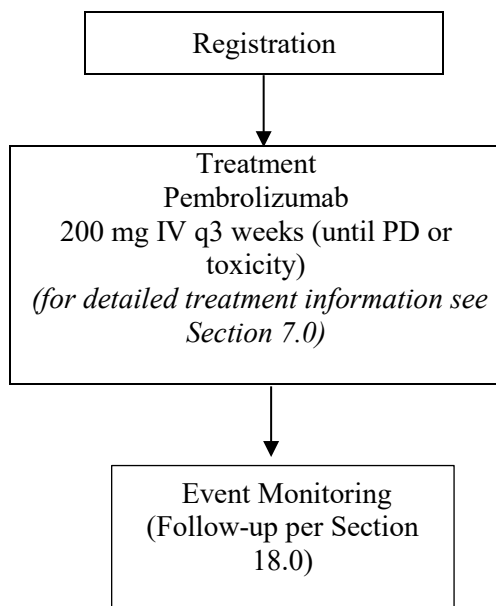 Registration
Treatment
Pembrolizumab
200 mg IV q3 weeks (until PD or
toxicity)
(for detailed treatment information see
Section 7.0)
Event Monitoring
(Follow-up per Section
18.0)